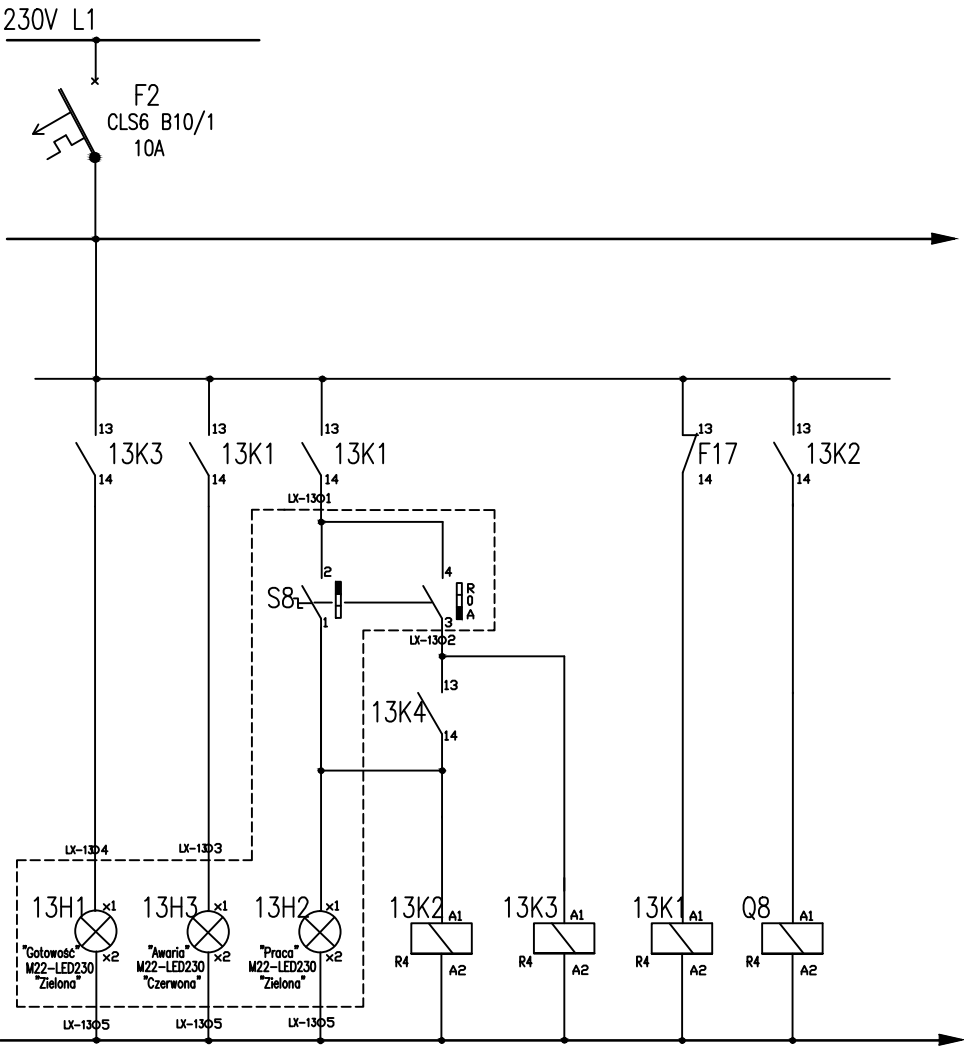 230V L1
F2
CLS6 B10/1
10A
13 13 13 13 13
13K3 13K1 13K1 F17 13K2
14 14 14 14 14
LX-1301
2 4
S8 R
0
A
1 3
LX-1302
13
13K4
14
LX-1304 LX-1303
13H1 x1 13H3 x1 13H2 x1 13K2 A1 13K3 A1 13K1 A1 Q8 A1
"Gotowość" x2 "Awaria" x2 "Praca" x2
M22-LED230 M22-LED230 M22-LED230 R4 A2 R4 A2 R4 A2 R4 A2
"Zielona" "Czerwona" "Zielona"
LX-1305 LX-1305 LX-1305